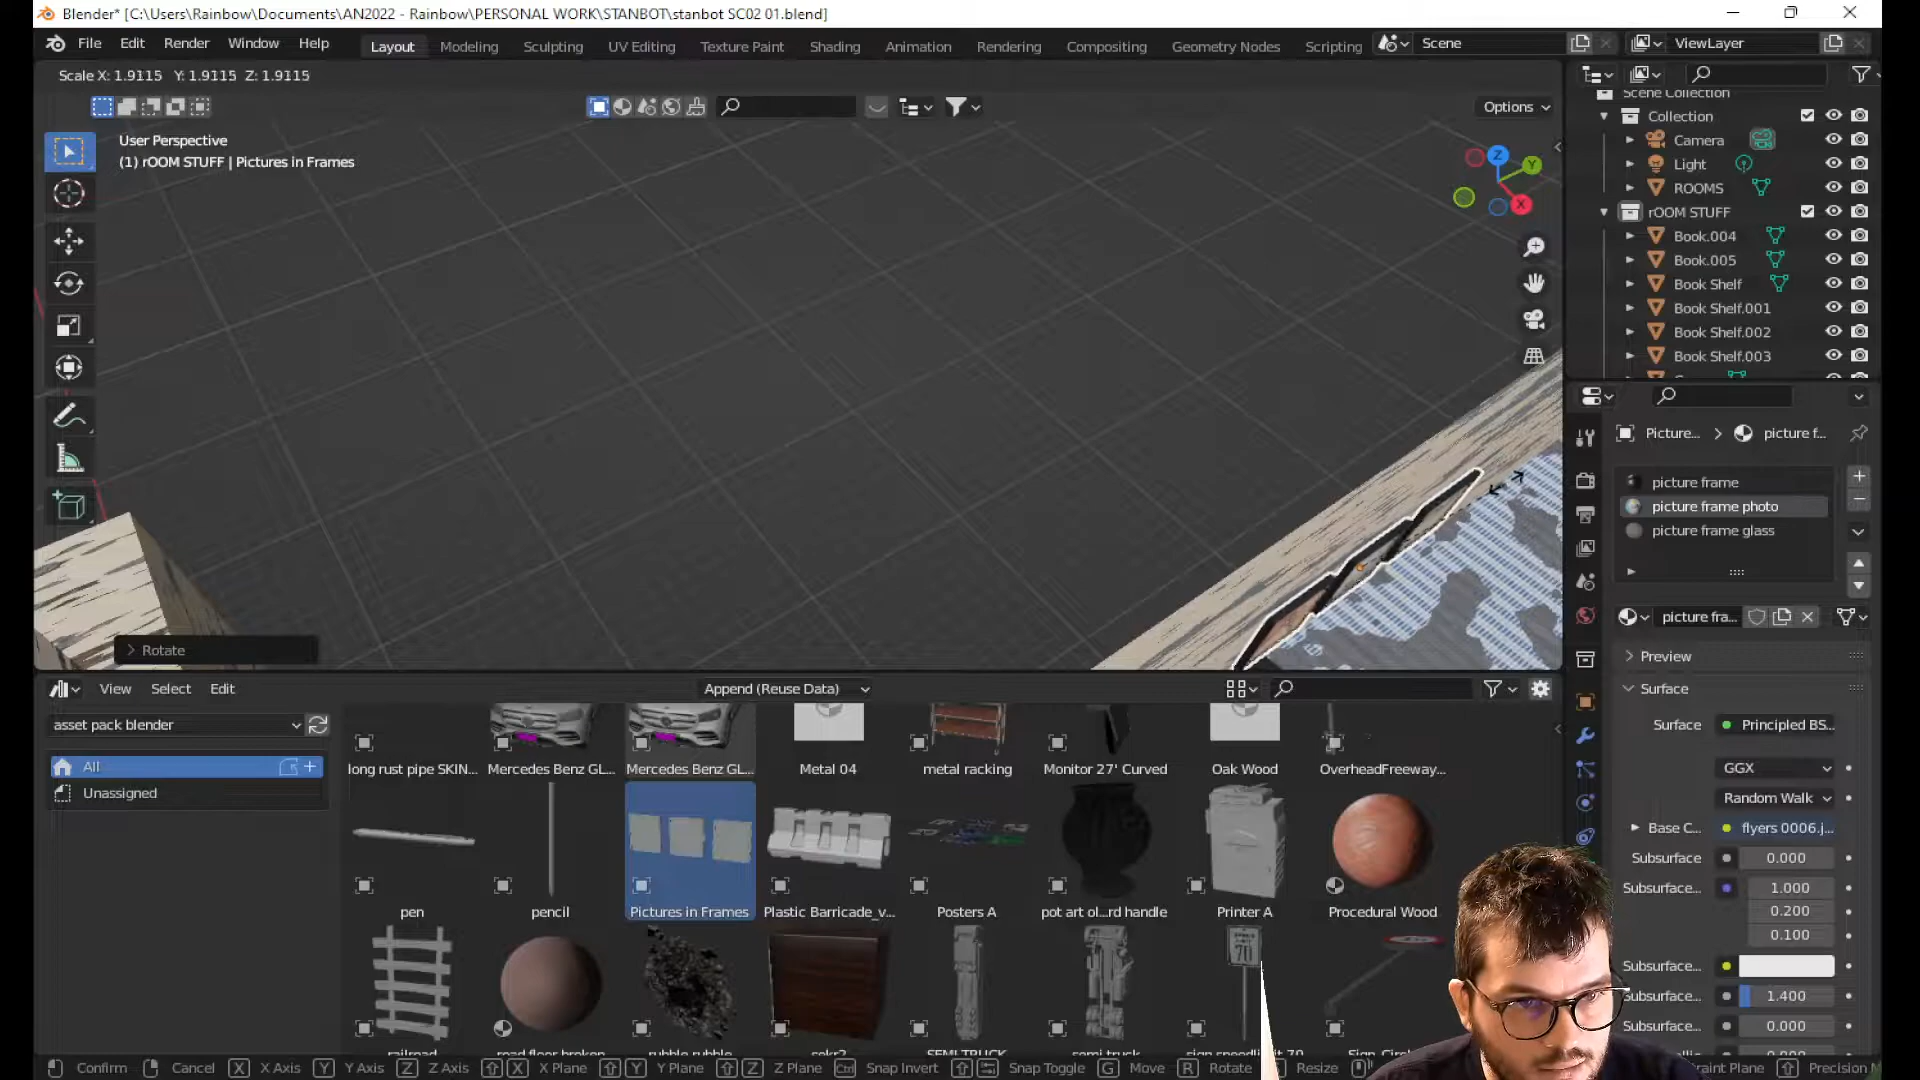 Blender* [C:\Users\Rainbow\Documents\AN2022 - Rainbow\PERSONAL WORK\STANBOT\stanbot SC02 01.blend]
File Edit Render Window Help Layout Modeling Sculpting UV Editing Texture Paint Shading Animation Rendering Compositing Geometry Nodes Scripting Scene ViewLayer
Scale X: 1.9115 Y: 1.9115 Z: 1.9115
Options
User Perspective
(1) rOOM STUFF | Pictures in Frames
Z
Y
X
Scene Collection
Collection
Camera
Light
ROOMS
rOOM STUFF
Book.004
Book.005
Book Shelf
Book Shelf.001
Book Shelf.002
Book Shelf.003
Picture... > picture f...
picture frame
picture frame photo
picture frame glass
picture fra...
Preview
Surface
Surface Principled BS...
GGX
Random Walk
Base C... flyers 0006.j...
Subsurface 0.000
Subsurface... 1.000
0.200
0.100
Subsurface...
Subsurface... 1.400
Subsurface... 0.000
Rotate
View Select Edit Append (Reuse Data)
asset pack blender
All
Unassigned
long rust pipe SKIN... Mercedes Benz GL... Mercedes Benz GL... Metal 04 metal racking Monitor 27' Curved Oak Wood OverheadFreeway...
pen pencil Pictures in Frames Plastic Barricade_v... Posters A pot art ol...rd handle Printer A Procedural Wood
70
railroad road floor broken rubble rubble sekr2 SEMI TRUCK semi truck sign speedlimit 70 Sign_Circl
Confirm Cancel X X Axis Y Y Axis Z Z Axis X X Plane Y Y Plane Z Z Plane Ctrl Snap Invert Snap Toggle G Move R Rotate Resize raint Plane Precision M